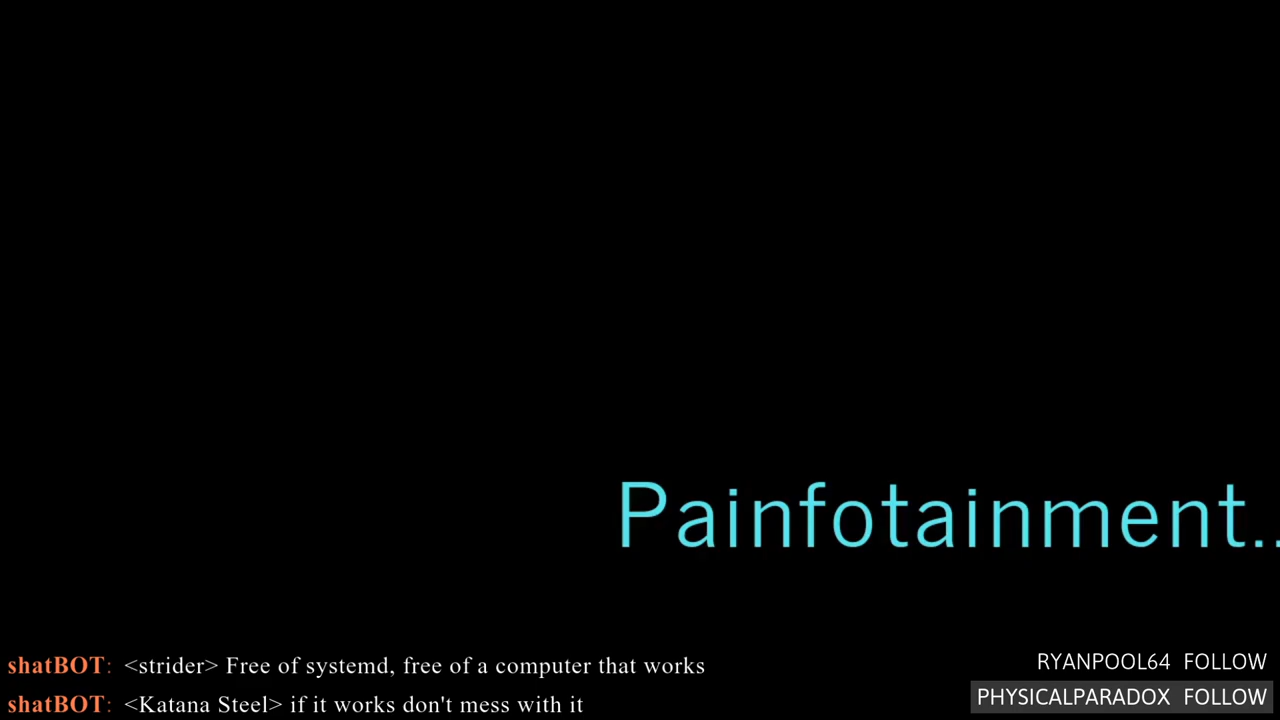 Painfotainment..
shatBOT: <strider> Free of systemd, free of a computer that works
shatBOT: <Katana Steel> if it works don't mess with it
RYANPOOL64 FOLLOW
PHYSICALPARADOX FOLLOW